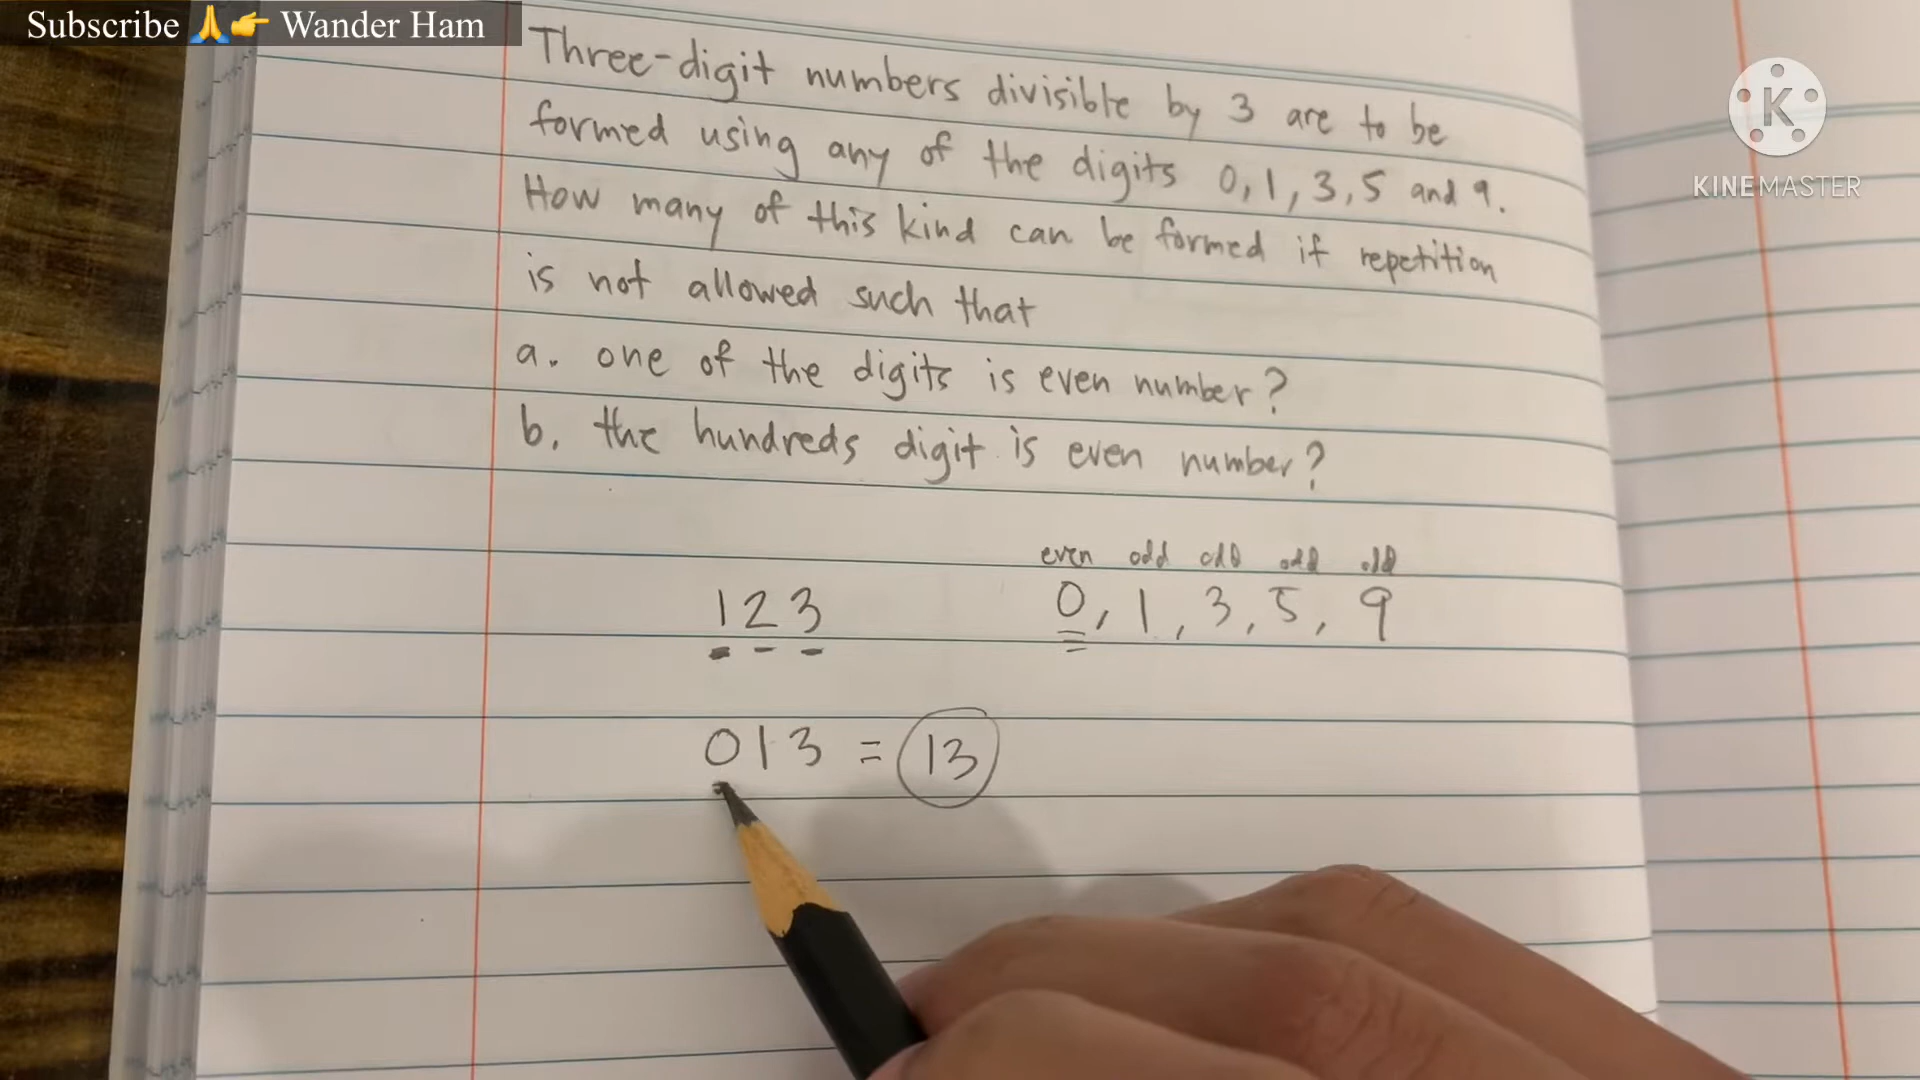 Subscribe 🙏👉 Wander Ham
Three-digit numbers divisible by 3 are to be
formed using any of the digits 0, 1, 3, 5 and 9.
How many of this kind can be formed if repetition
is not allowed such that
a. one of the digits is even number?
b. the hundreds digit is even number?
even odd odd odd odd
123 0, 1, 3, 5, 9
013 = 13
K
KINEMASTER